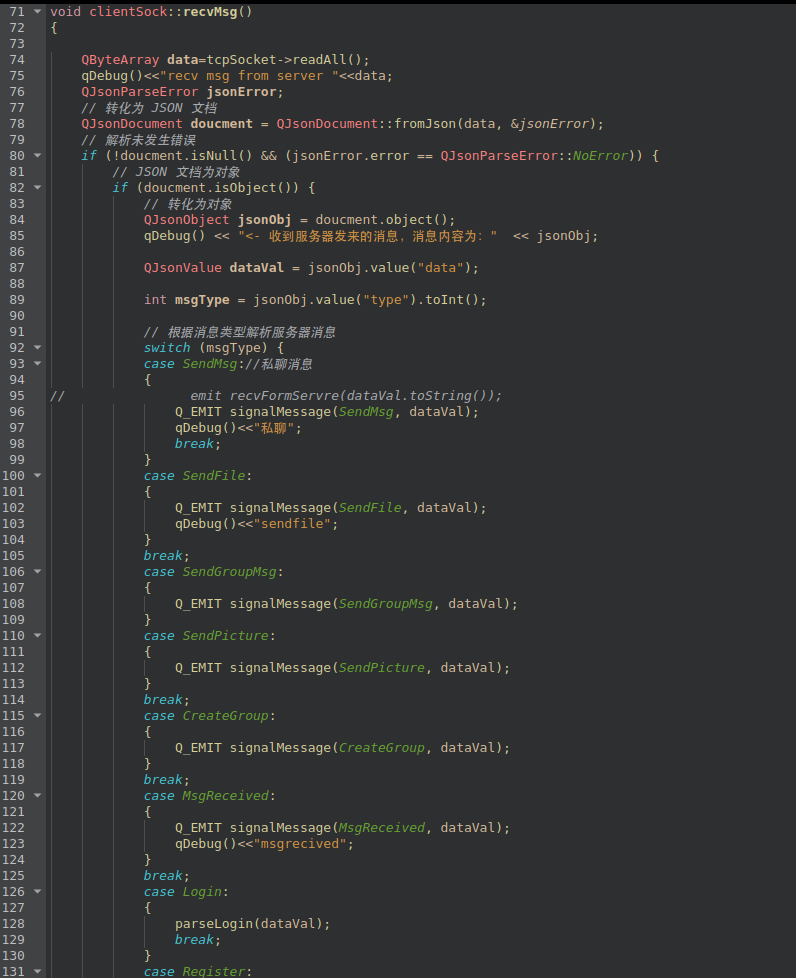 71 void clientSock::recvMsg()
72 {
73
74 QByteArray data=tcpSocket->readAll();
75 qDebug()<<"recv msg from server "<<data;
76 QJsonParseError jsonError;
77 // 转化为 JSON 文档
78 QJsonDocument doucment = QJsonDocument::fromJson(data, &jsonError);
79 // 解析未发生错误
80 if (!doucment.isNull() && (jsonError.error == QJsonParseError::NoError)) {
81 // JSON 文档为对象
82 if (doucment.isObject()) {
83 // 转化为对象
84 QJsonObject jsonObj = doucment.object();
85 qDebug() << "<- 收到服务器发来的消息，消息内容为：" << jsonObj;
86
87 QJsonValue dataVal = jsonObj.value("data");
88
89 int msgType = jsonObj.value("type").toInt();
90
91 // 根据消息类型解析服务器消息
92 switch (msgType) {
93 case SendMsg://私聊消息
94 {
95 // emit recvFormServre(dataVal.toString());
96 Q_EMIT signalMessage(SendMsg, dataVal);
97 qDebug()<<"私聊";
98 break;
99 }
100 case SendFile:
101 {
102 Q_EMIT signalMessage(SendFile, dataVal);
103 qDebug()<<"sendfile";
104 }
105 break;
106 case SendGroupMsg:
107 {
108 Q_EMIT signalMessage(SendGroupMsg, dataVal);
109 }
110 case SendPicture:
111 {
112 Q_EMIT signalMessage(SendPicture, dataVal);
113 }
114 break;
115 case CreateGroup:
116 {
117 Q_EMIT signalMessage(CreateGroup, dataVal);
118 }
119 break;
120 case MsgReceived:
121 {
122 Q_EMIT signalMessage(MsgReceived, dataVal);
123 qDebug()<<"msgrecived";
124 }
125 break;
126 case Login:
127 {
128 parseLogin(dataVal);
129 break;
130 }
131 case Register: